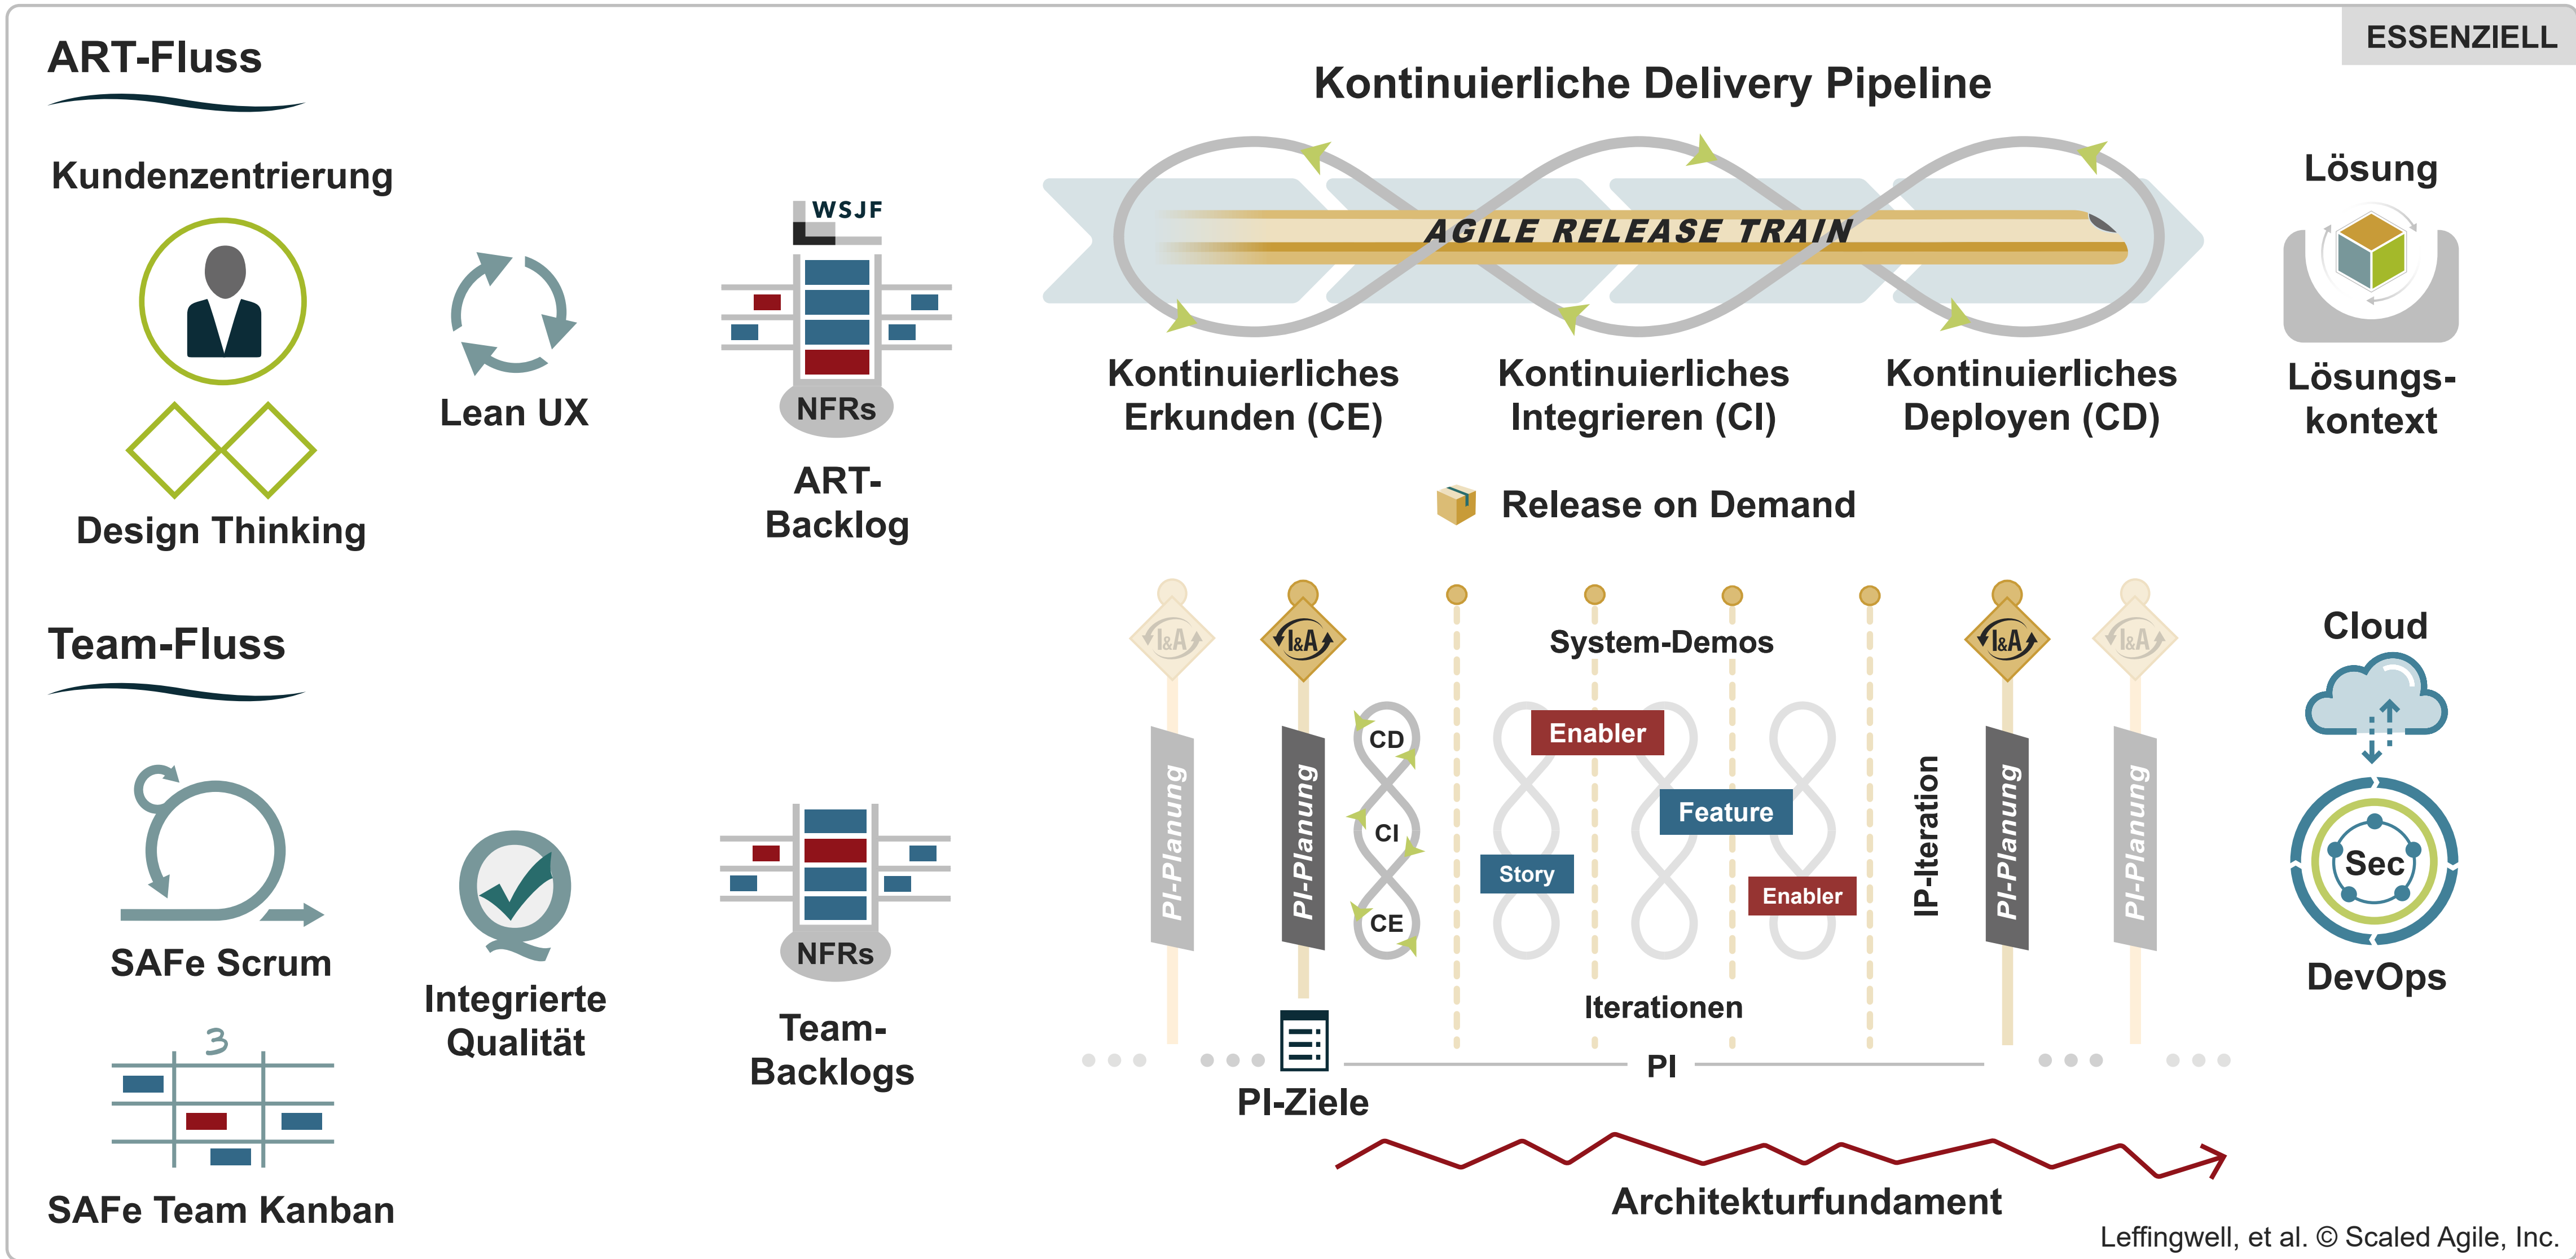 ESSENZIELL
ART-Fluss
Kundenzentrierung
Design Thinking
Lean UX
WSJF
NFRs
ART-
Backlog
Kontinuierliche Delivery Pipeline
AGILE RELEASE TRAIN
Kontinuierliches
Erkunden (CE)
Kontinuierliches
Integrieren (CI)
Kontinuierliches
Deployen (CD)
Release on Demand
Lösung
Lösungs-
kontext
Team-Fluss
SAFe Scrum
3
SAFe Team Kanban
Integrierte
Qualität
NFRs
Team-
Backlogs
I&A
PI-Planung
I&A
PI-Planung
PI-Ziele
CD
CI
CE
System-Demos
Enabler
Feature
Story
Enabler
Iterationen
PI
IP-Iteration
I&A
PI-Planung
I&A
PI-Planung
Architekturfundament
Cloud
Sec
DevOps
Leffingwell, et al. © Scaled Agile, Inc.